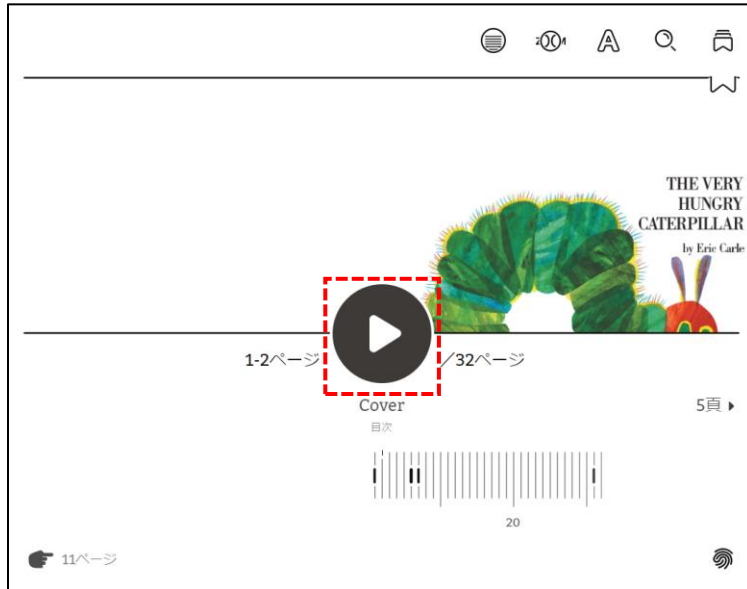 THE VERY
HUNGRY
CATERPILLAR
by Eric Carle
1-2ページ ／32ページ
Cover
目次
5頁
20
11ページ